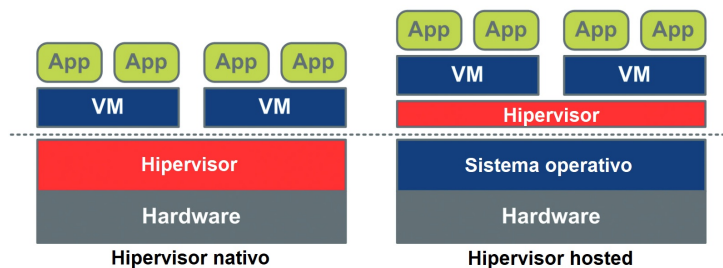 App App App App
VM VM
Hipervisor
Hardware
Hipervisor nativo
App App App App
VM VM
Hipervisor
Sistema operativo
Hardware
Hipervisor hosted